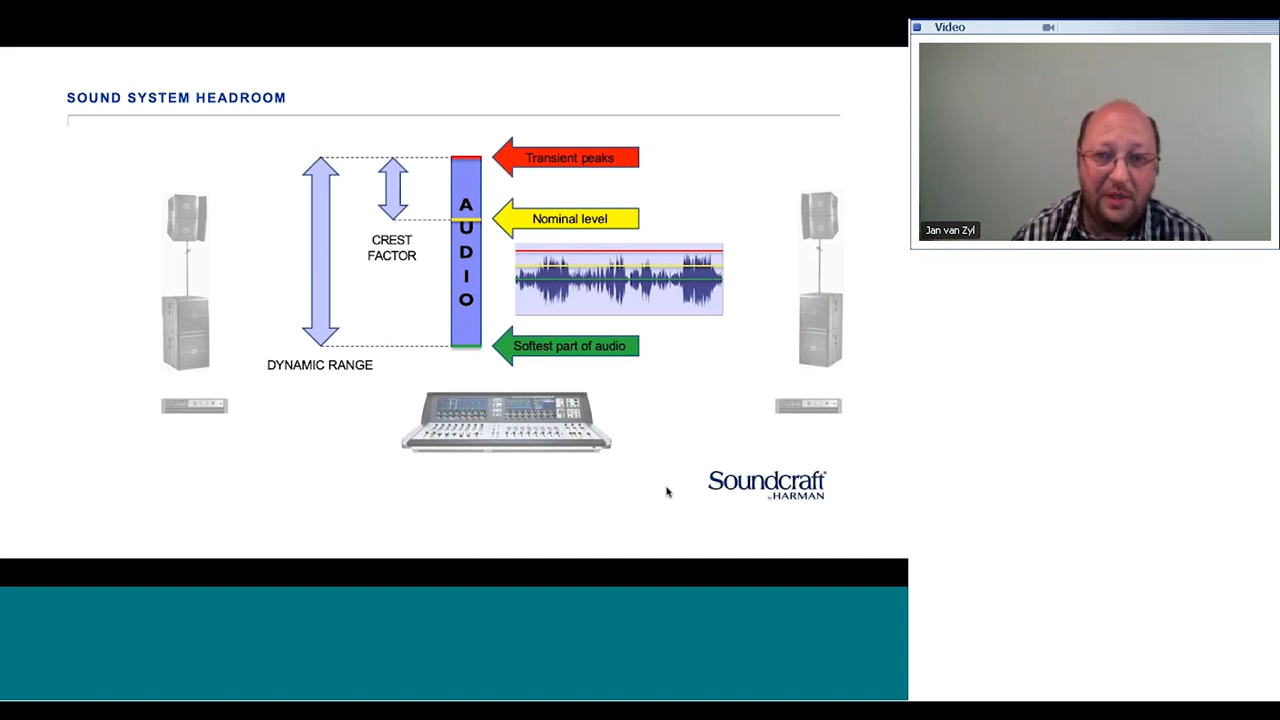 Video
SOUND SYSTEM HEADROOM
Transient peaks
A
Nominal level
U
Jan van Zyl
CREST
FACTOR
D
I
O
Softest part of audio
DYNAMIC RANGE
Soundcraft
by HARMAN